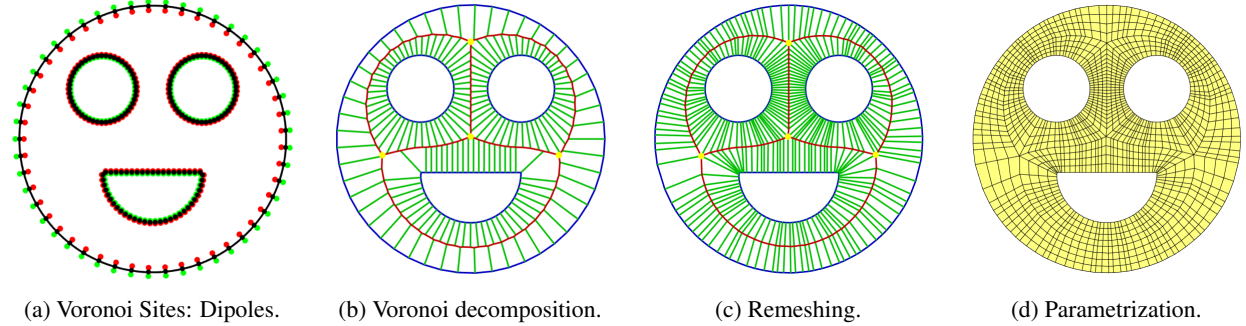 (a) Voronoi Sites: Dipoles. (b) Voronoi decomposition. (c) Remeshing. (d) Parametrization.